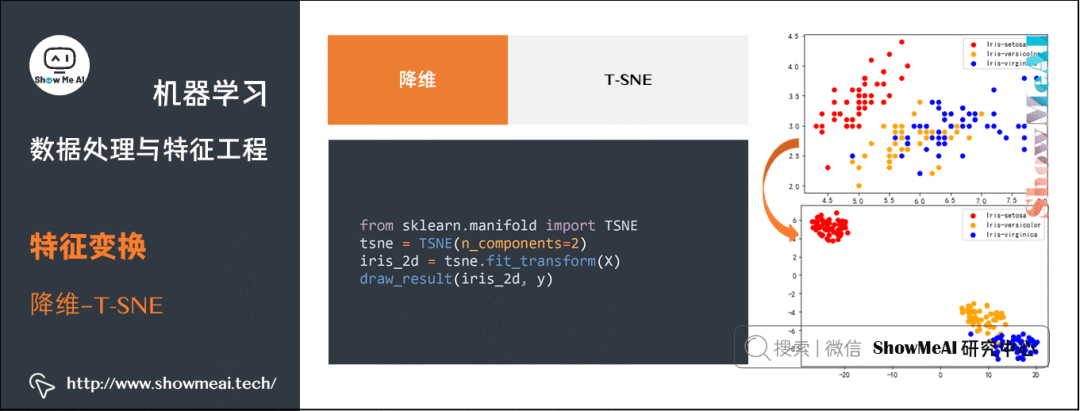 Show Me AI
机器学习
数据处理与特征工程
特征变换
降维–T-SNE
http://www.showmeai.tech/
降维
T-SNE
from sklearn.manifold import TSNE
tsne = TSNE(n_components=2)
iris_2d = tsne.fit_transform(X)
draw_result(iris_2d, y)
4.5
4.0
3.5
3.0
2.5
2.0
4.5 5.0 5.5 6.0 6.5 7.0 7.5
Iris-setosa
Iris-versicolor
Iris-virginica
ShowMeAI
6
4
2
0
-2
-4
-6
-20 -10 0 10 20
Iris-setosa
Iris-versicolor
Iris-virginica
搜索 | 微信 ShowMeAI 研究中心